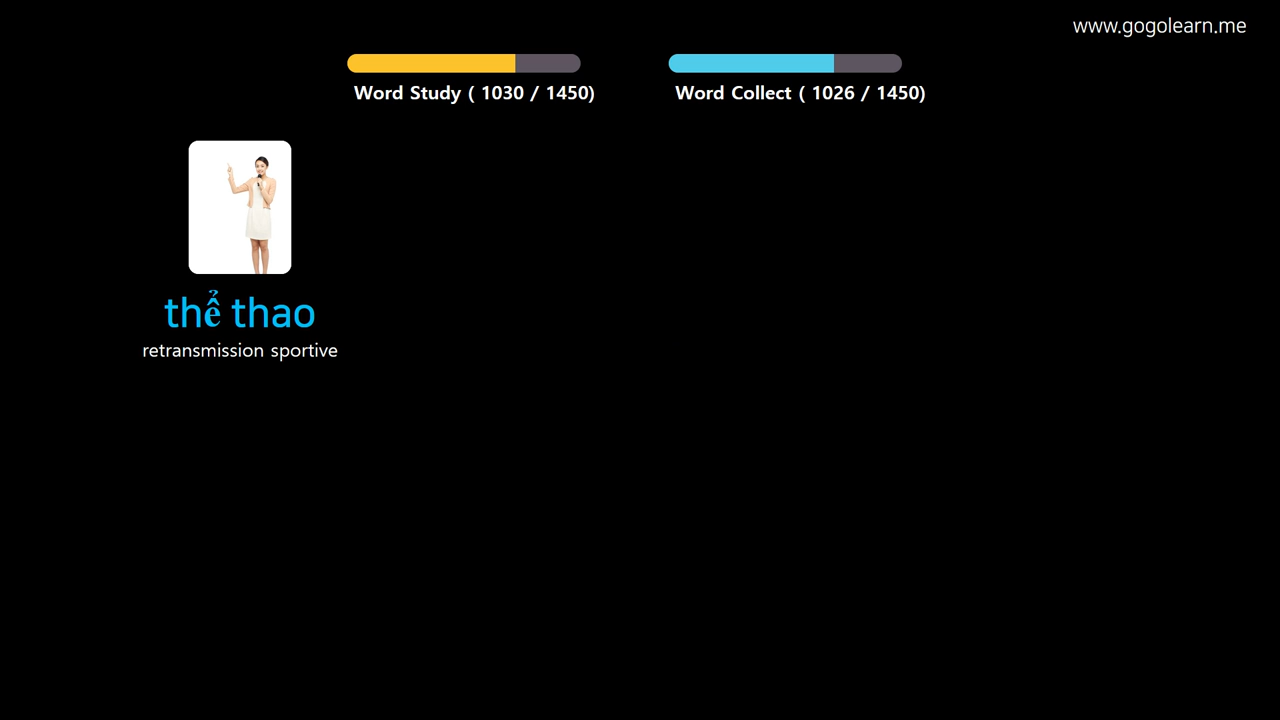 www.gogolearn.me
Word Study ( 1030 / 1450)
Word Collect ( 1026 / 1450)
thể thao
retransmission sportive